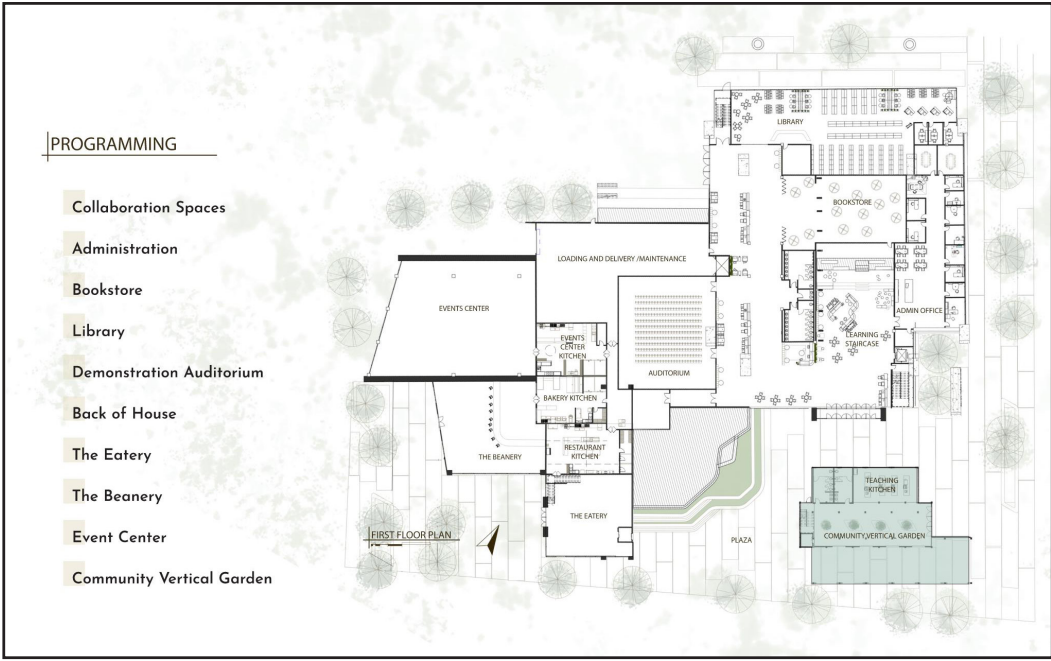 PROGRAMMING
Collaboration Spaces
Administration
Bookstore
Library
Demonstration Auditorium
Back of House
The Eatery
The Beanery
Event Center
Community Vertical Garden
LIBRARY
BOOKSTORE
LOADING AND DELIVERY /MAINTENANCE
EVENTS CENTER
ADMIN OFFICE
EVENTS
CENTER
KITCHEN
LEARNING
STAIRCASE
AUDITORIUM
BAKERY KITCHEN
RESTAURANT
KITCHEN
THE BEANERY
TEACHING
KITCHEN
THE EATERY
FIRST FLOOR PLAN
PLAZA
COMMUNITY,VERTICAL GARDEN